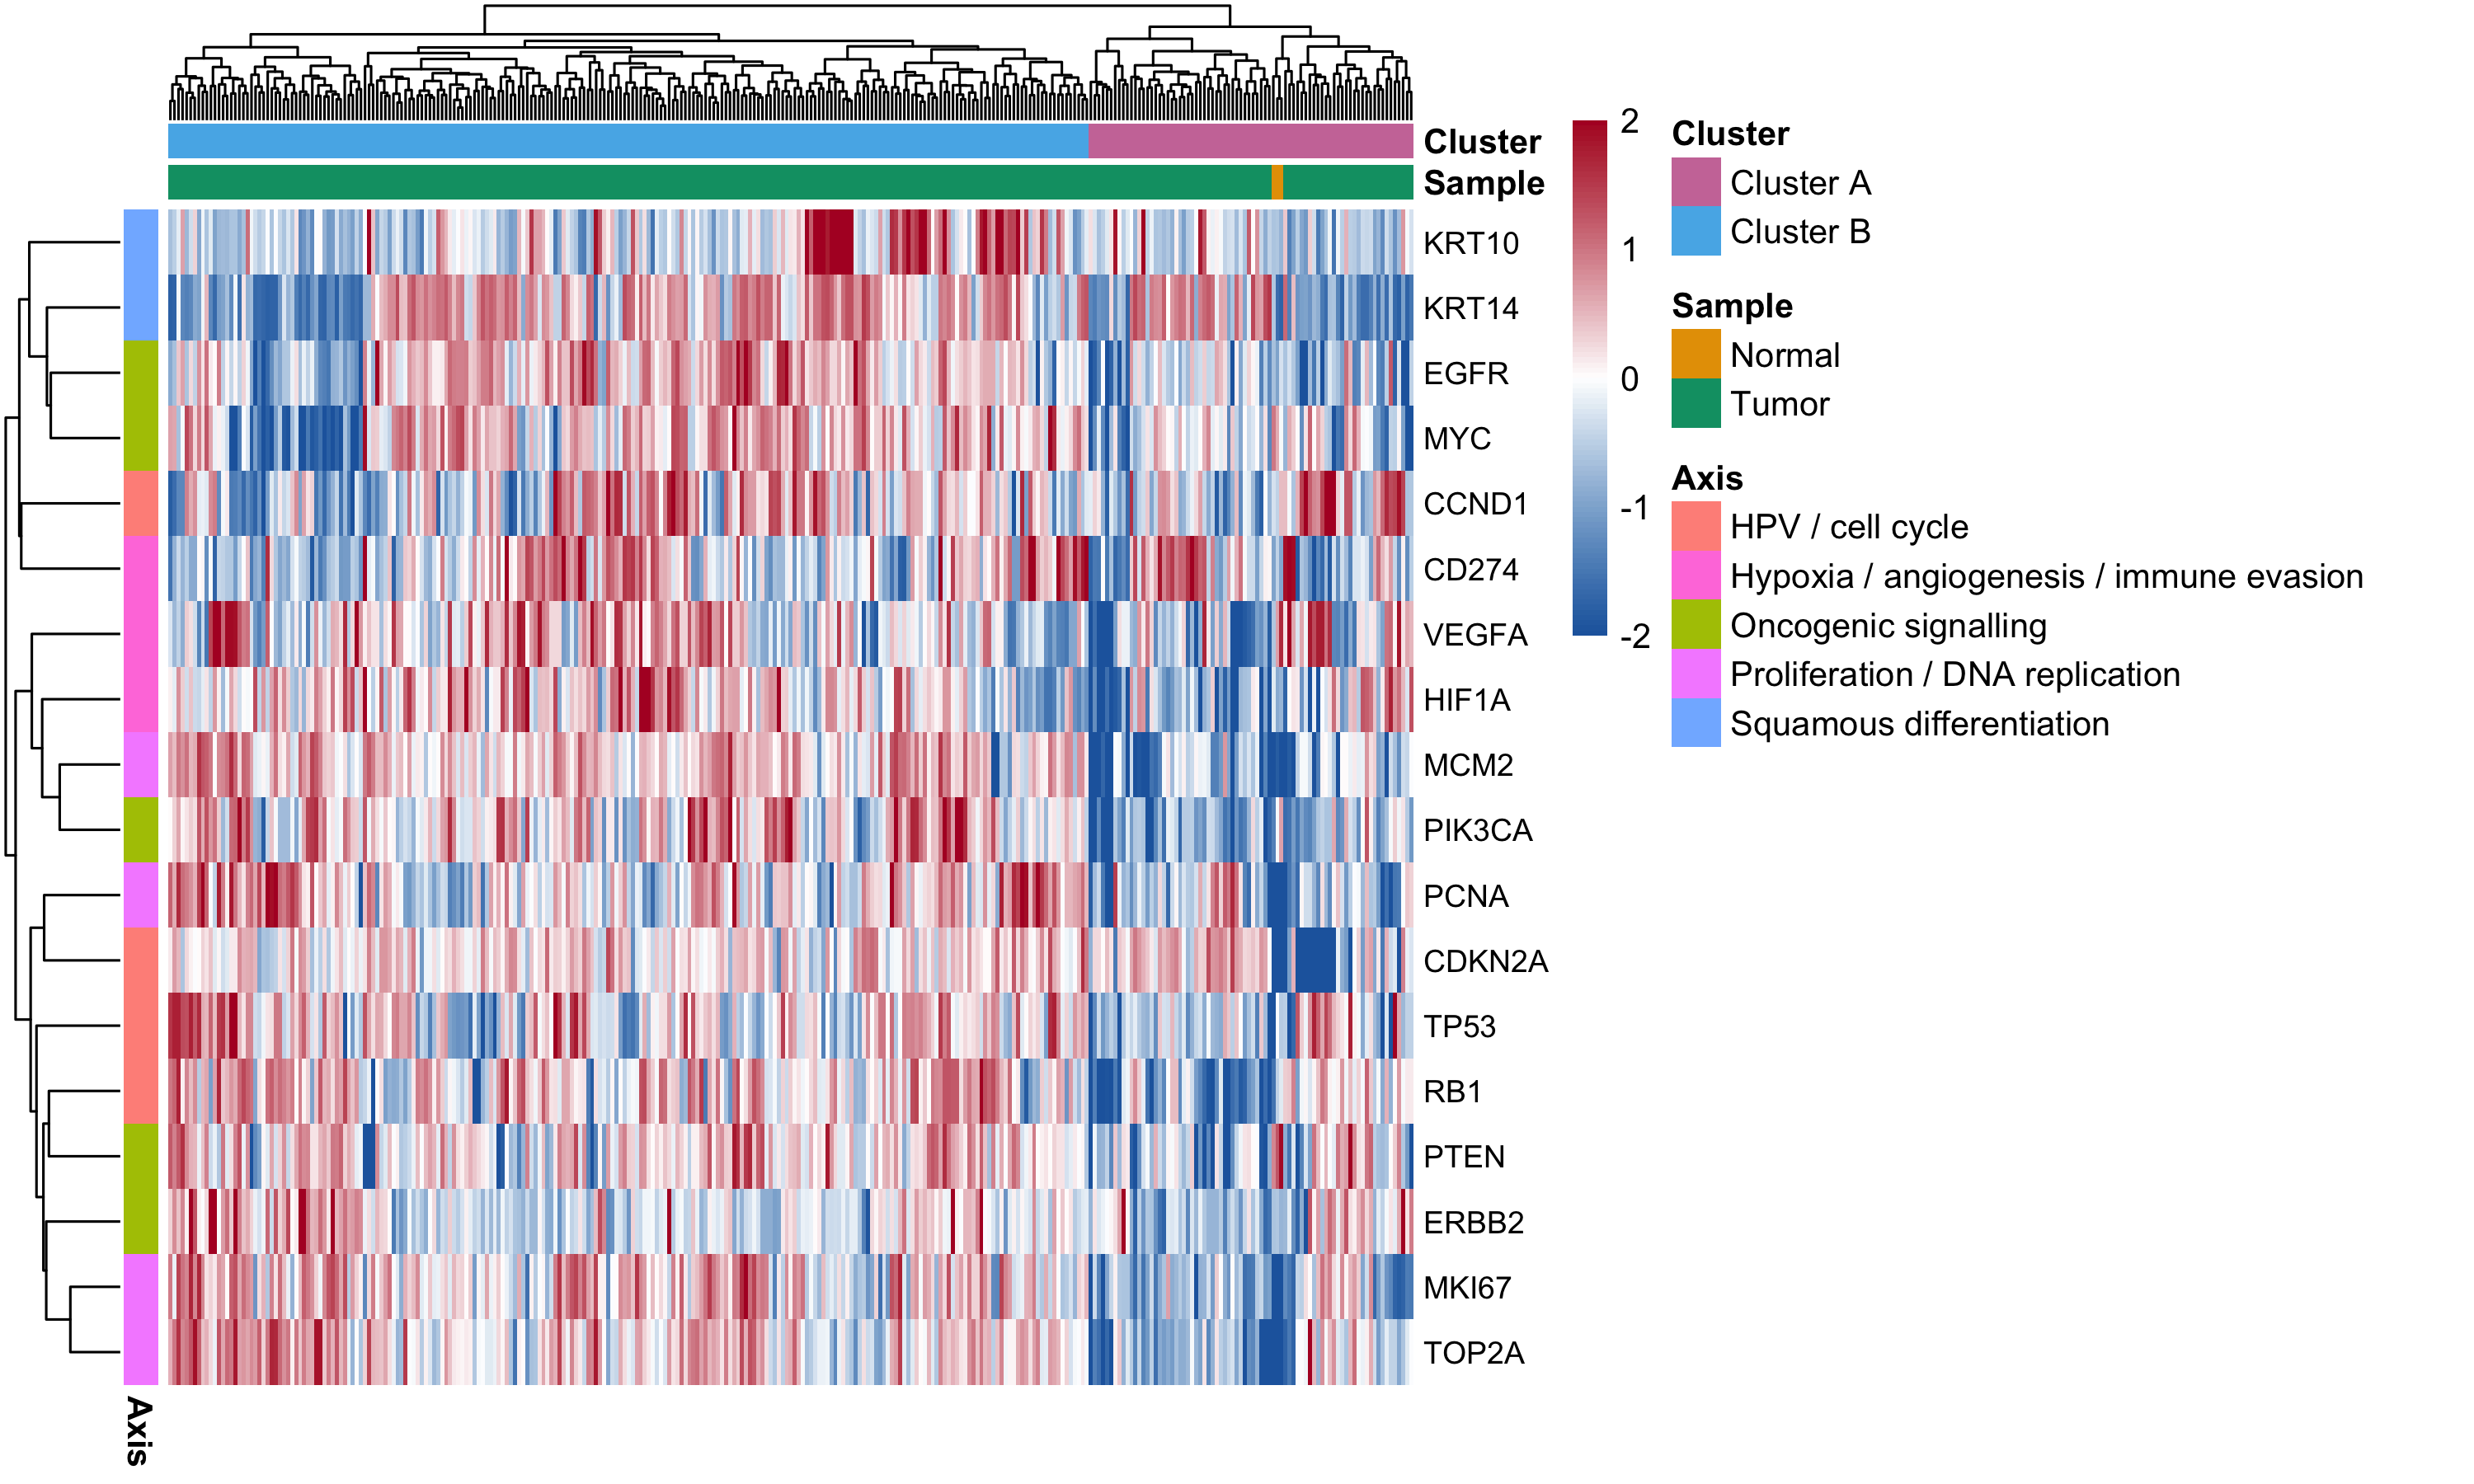 Cluster
Sample
KRT10
KRT14
EGFR
MYC
CCND1
CD274
VEGFA
HIF1A
MCM2
PIK3CA
PCNA
CDKN2A
TP53
RB1
PTEN
ERBB2
MKI67
TOP2A
Axis
2
1
0
-1
-2
Cluster
Cluster A
Cluster B
Sample
Normal
Tumor
Axis
HPV / cell cycle
Hypoxia / angiogenesis / immune evasion
Oncogenic signalling
Proliferation / DNA replication
Squamous differentiation